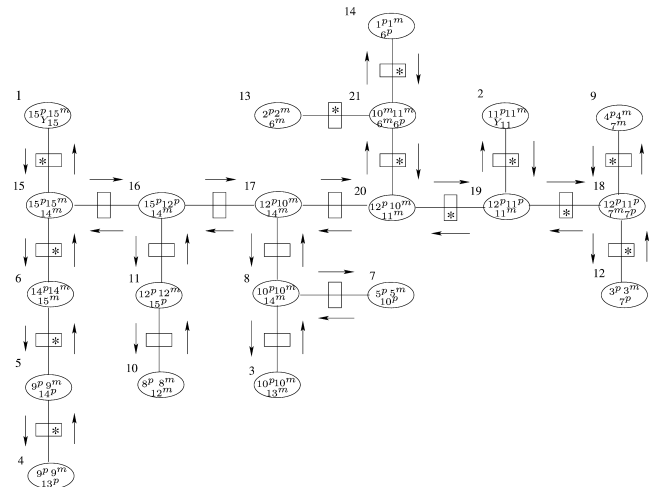 14
1ᵖ1ᵐ
6ᵖ
1
13
21
2
9
15ᵖ15ᵐ
Y₁₅
2ᵖ2ᵐ
6ᵐ
*
10ᵐ11ᵐ
6ᵐ6ᵖ
11ᵖ11ᵐ
Y₁₁
4ᵖ4ᵐ
7ᵐ
*
*
*
*
*
15
16
17
20
19
18
15ᵖ15ᵐ
14ᵐ
15ᵖ12ᵖ
14ᵐ
12ᵖ10ᵐ
14ᵐ
12ᵖ10ᵐ
11ᵐ
*
12ᵖ11ᵖ
11ᵐ
*
12ᵖ11ᵖ
7ᵐ7ᵖ
*
*
6
11
8
7
12
14ᵖ14ᵐ
15ᵐ
12ᵖ12ᵐ
15ᵖ
10ᵖ10ᵐ
14ᵐ
5ᵖ5ᵐ
10ᵖ
3ᵖ3ᵐ
7ᵖ
*
5
10
3
9ᵖ9ᵐ
14ᵖ
8ᵖ 8ᵐ
12ᵐ
10ᵖ10ᵐ
13ᵐ
*
4
9ᵖ9ᵐ
13ᵖ